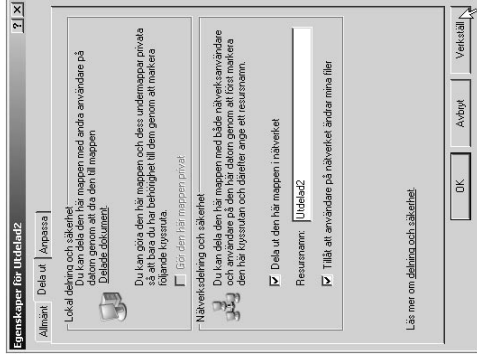 Egenskaper för Utdelad2
Allmänt Dela ut Anpassa
Lokal delning och säkerhet
Du kan dela den här mappen med andra användare på
datorn genom att dra den till mappen
Delade dokument.
Du kan göra den här mappen och dess undermappar privata
så att bara du har behörighet till dem genom att markera
följande kryssruta.
Gör den här mappen privat
Nätverksdelning och säkerhet
Du kan dela den här mappen med både nätverksanvändare
och användare på den här datorn genom att först markera
den här kryssrutan och därefter ange ett resursnamn.
Dela ut den här mappen i nätverket
Resursnamn: Utdelad2
Tillåt att användare på nätverket ändrar mina filer
Läs mer om delning och säkerhet.
OK Avbryt Verkställ